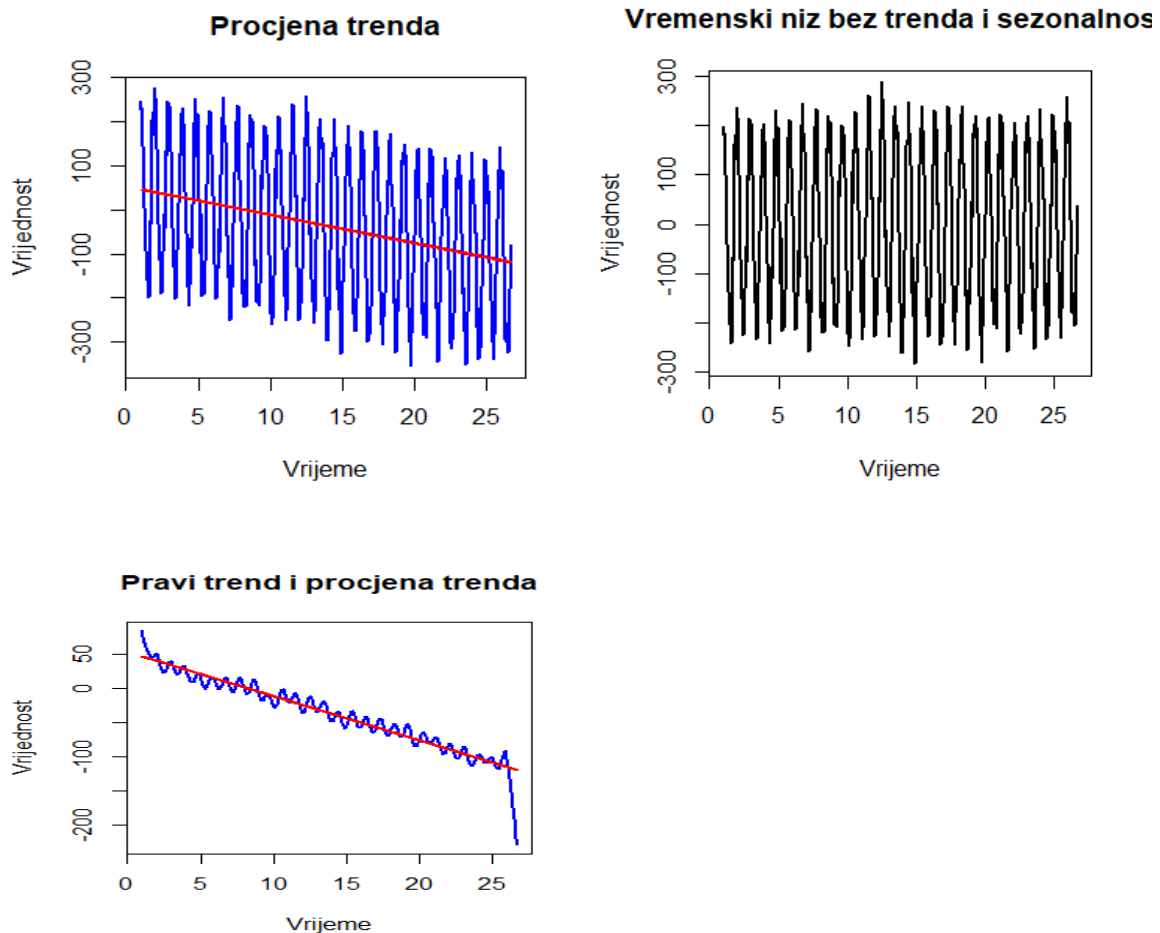 Procjena trenda
300
100
-100
-300
Vrijednost
0 5 10 15 20 25
Vrijeme
Vremenski niz bez trenda i sezonalnos
300
100
0
-100
-300
Vrijednost
0 5 10 15 20 25
Vrijeme
Pravi trend i procjena trenda
50
0
-100
-200
Vrijednost
0 5 10 15 20 25
Vrijeme